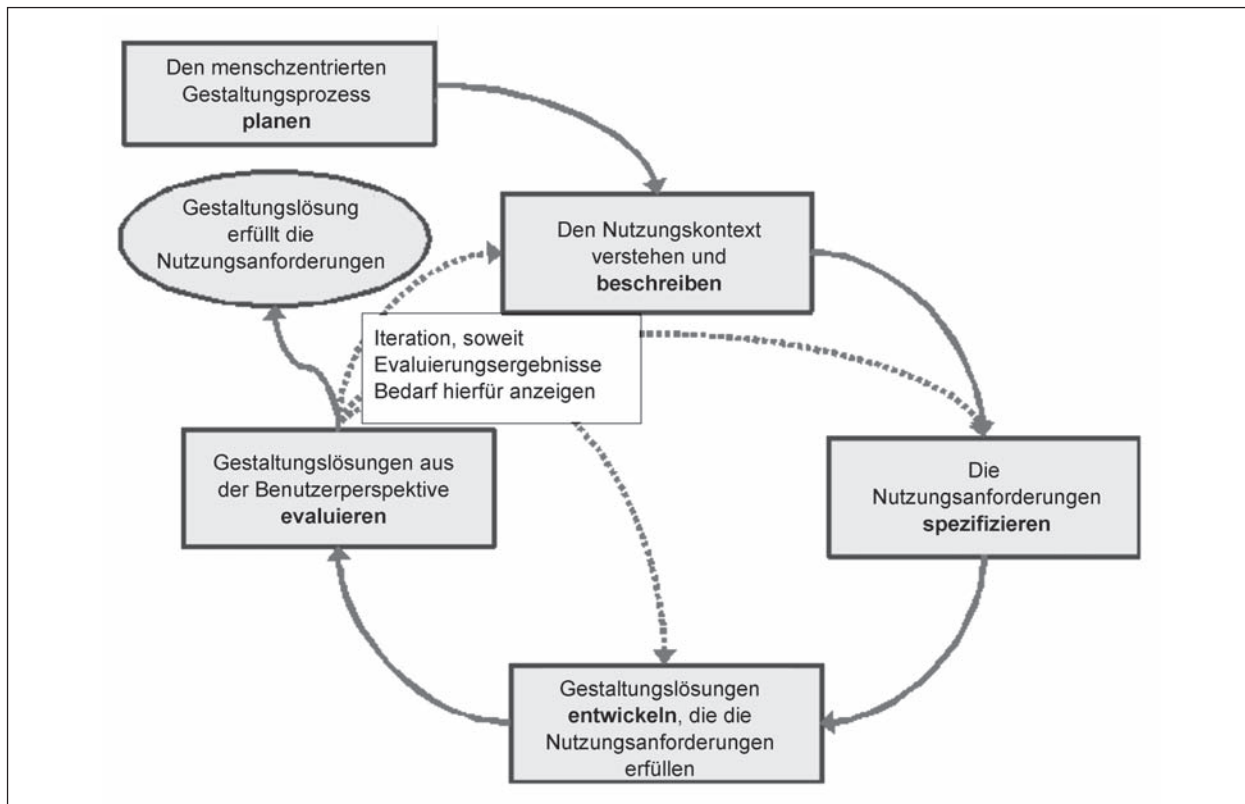 Den menschzentrierten
Gestaltungsprozess
planen
Gestaltungslösung
erfüllt die
Nutzungsanforderungen
Den Nutzungskontext
verstehen und
beschreiben
Iteration, soweit
Evaluierungsergebnisse
Bedarf hierfür anzeigen
Gestaltungslösungen aus
der Benutzerperspektive
evaluieren
Die
Nutzungsanforderungen
spezifizieren
Gestaltungslösungen
entwickeln, die die
Nutzungsanforderungen
erfüllen